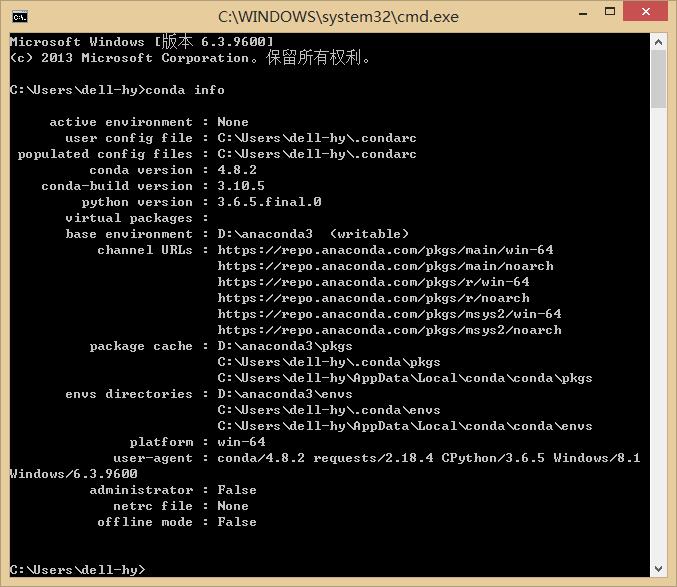 C:\WINDOWS\system32\cmd.exe
Microsoft Windows [版本 6.3.9600]
(c) 2013 Microsoft Corporation。保留所有权利。
C:\Users\dell-hy>conda info
active environment : None
user config file : C:\Users\dell-hy\.condarc
populated config files : C:\Users\dell-hy\.condarc
conda version : 4.8.2
conda-build version : 3.10.5
python version : 3.6.5.final.0
virtual packages :
base environment : D:\anaconda3  (writable)
channel URLs : https://repo.anaconda.com/pkgs/main/win-64
https://repo.anaconda.com/pkgs/main/noarch
https://repo.anaconda.com/pkgs/r/win-64
https://repo.anaconda.com/pkgs/r/noarch
https://repo.anaconda.com/pkgs/msys2/win-64
https://repo.anaconda.com/pkgs/msys2/noarch
package cache : D:\anaconda3\pkgs
C:\Users\dell-hy\.conda\pkgs
C:\Users\dell-hy\AppData\Local\conda\conda\pkgs
envs directories : D:\anaconda3\envs
C:\Users\dell-hy\.conda\envs
C:\Users\dell-hy\AppData\Local\conda\conda\envs
platform : win-64
user-agent : conda/4.8.2 requests/2.18.4 CPython/3.6.5 Windows/8.1
Windows/6.3.9600
administrator : False
netrc file : None
offline mode : False
C:\Users\dell-hy>